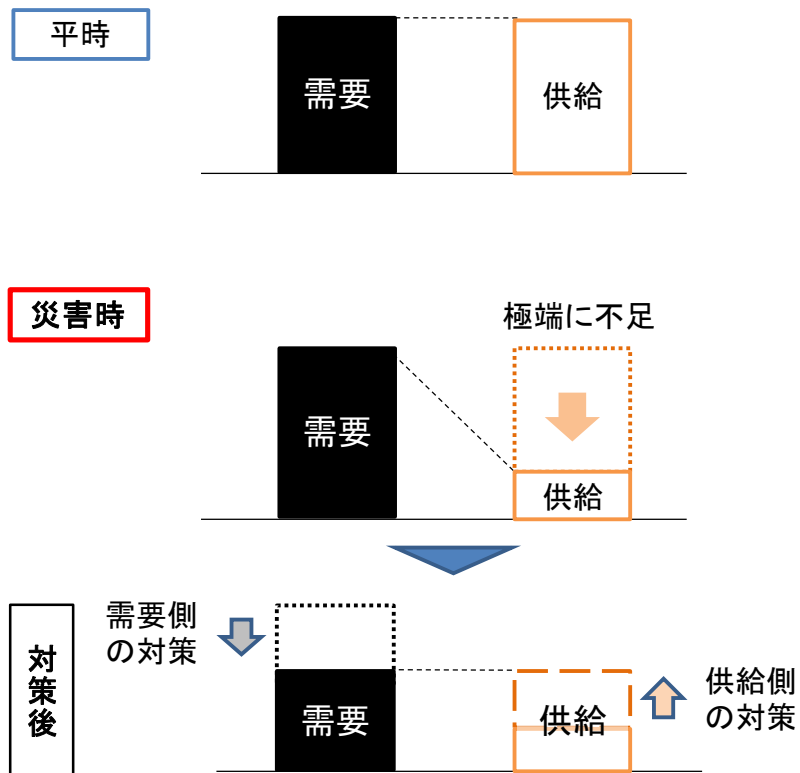 平時
需要
供給
災害時
極端に不足
需要
供給
対策後
需要側
の対策
需要
供給
供給側
の対策